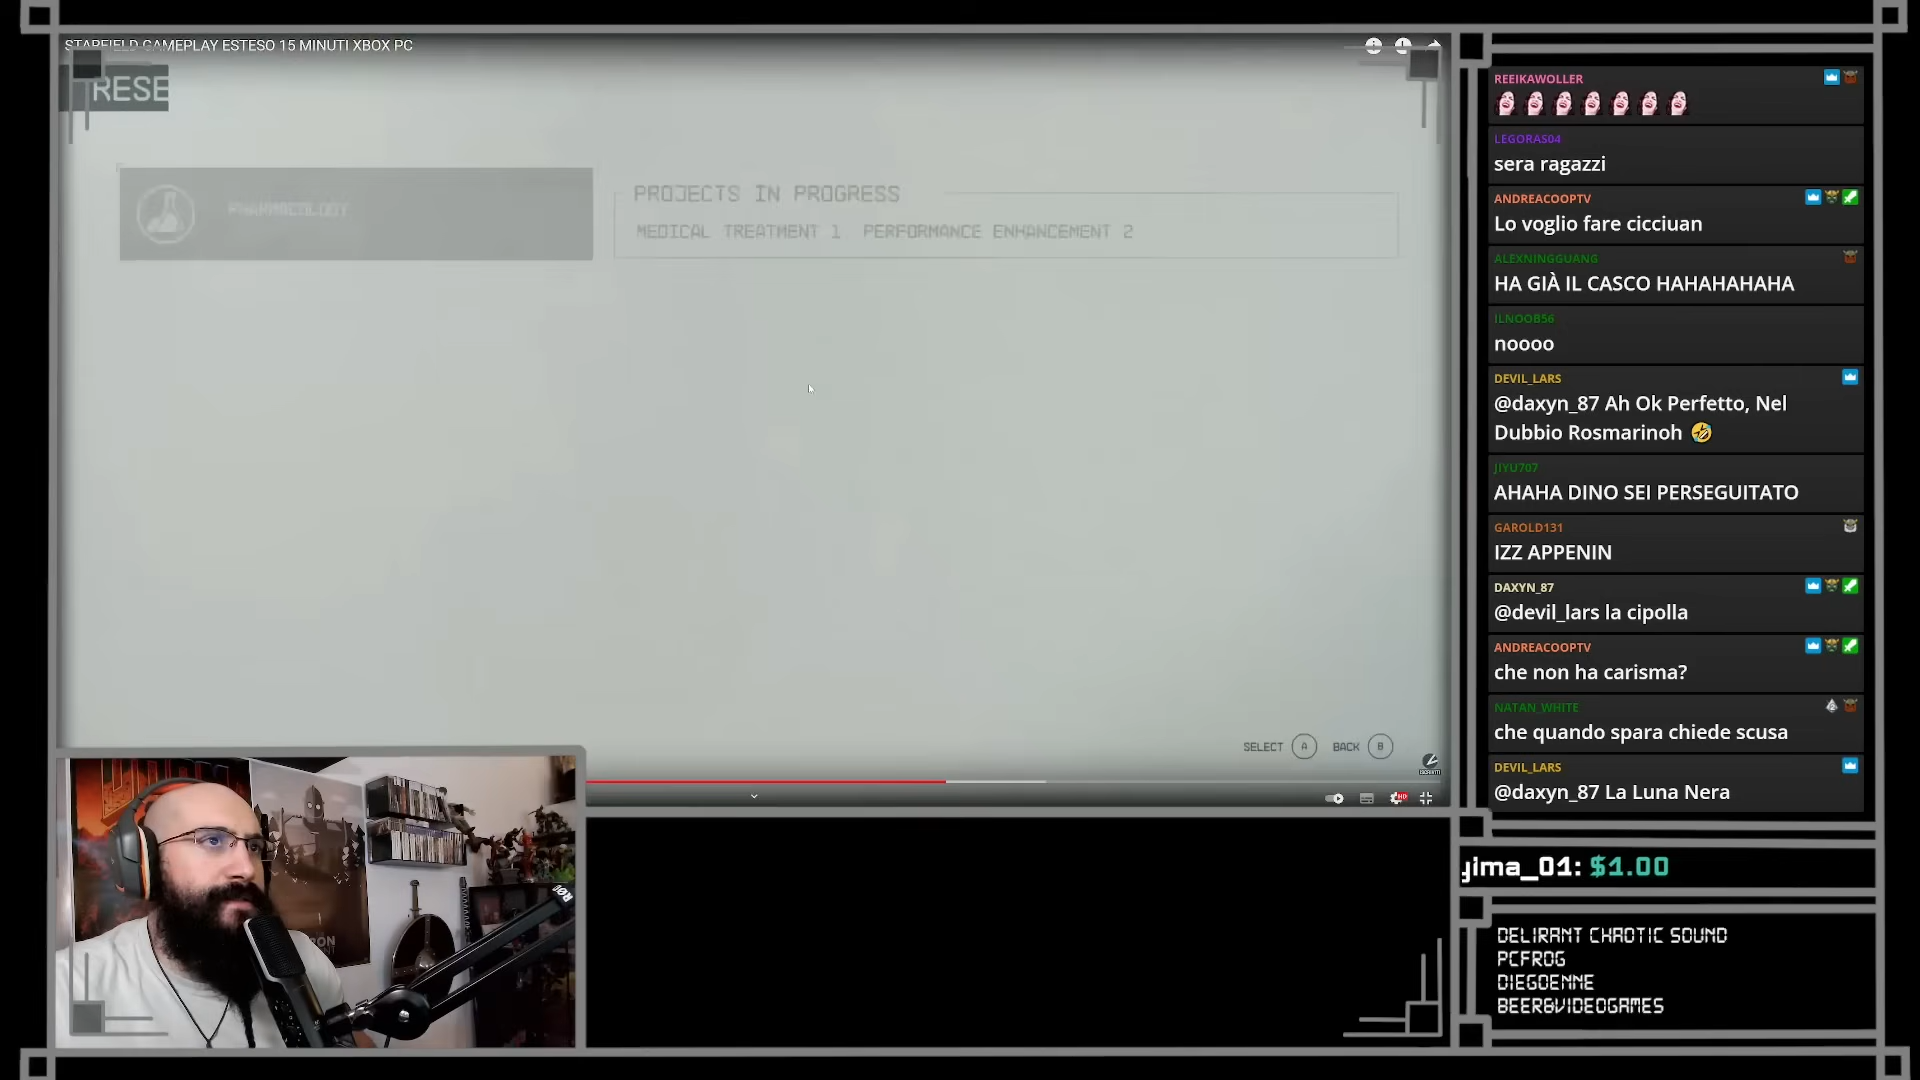 STARFIELD GAMEPLAY ESTESO 15 MINUTI XBOX PC
RESE
PHARMACOLOGY
PROJECTS IN PROGRESS
MEDICAL TREATMENT 1 PERFORMANCE ENHANCEMENT 2
SELECT A BACK B
REEIKAWOLLER
LEGORAS04
sera ragazzi
ANDREACOOPTV
Lo voglio fare cicciuan
ALEXNINGGUANG
HA GIÀ IL CASCO HAHAHAHAHA
ILNOOB56
noooo
DEVIL_LARS
@daxyn_87 Ah Ok Perfetto, Nel
Dubbio Rosmarinoh 🤣
JIYU707
AHAHA DINO SEI PERSEGUITATO
GAROLD131
IZZ APPENIN
DAXYN_87
@devil_lars la cipolla
ANDREACOOPTV
che non ha carisma?
NATAN_WHITE
che quando spara chiede scusa
DEVIL_LARS
@daxyn_87 La Luna Nera
yima_01: $1.00
DELIRANT CHAOTIC SOUND
PCFROG
DIEGOENNE
BEER&VIDEOGAMES